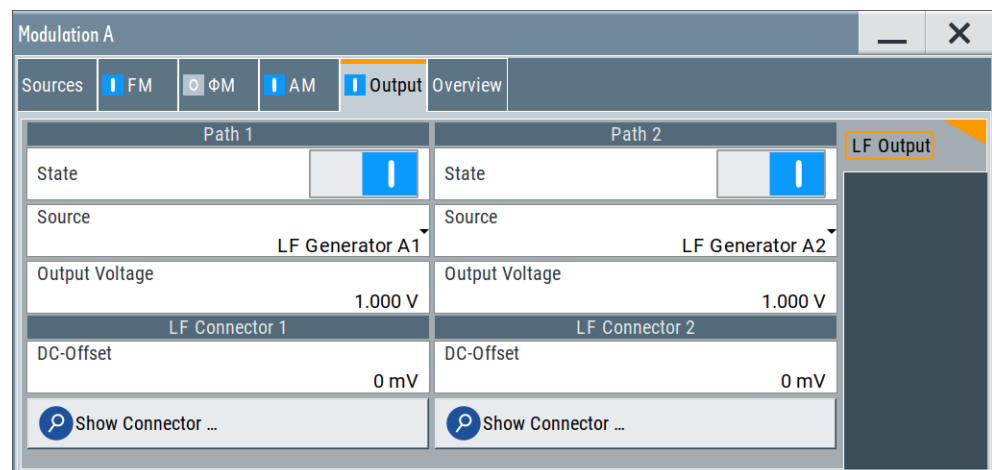 Modulation A
Sources FM ΦM AM Output Overview
Path 1 Path 2
LF Output
State State
Source Source
LF Generator A1 LF Generator A2
Output Voltage Output Voltage
1.000 V 1.000 V
LF Connector 1 LF Connector 2
DC-Offset DC-Offset
0 mV 0 mV
Show Connector ... Show Connector ...